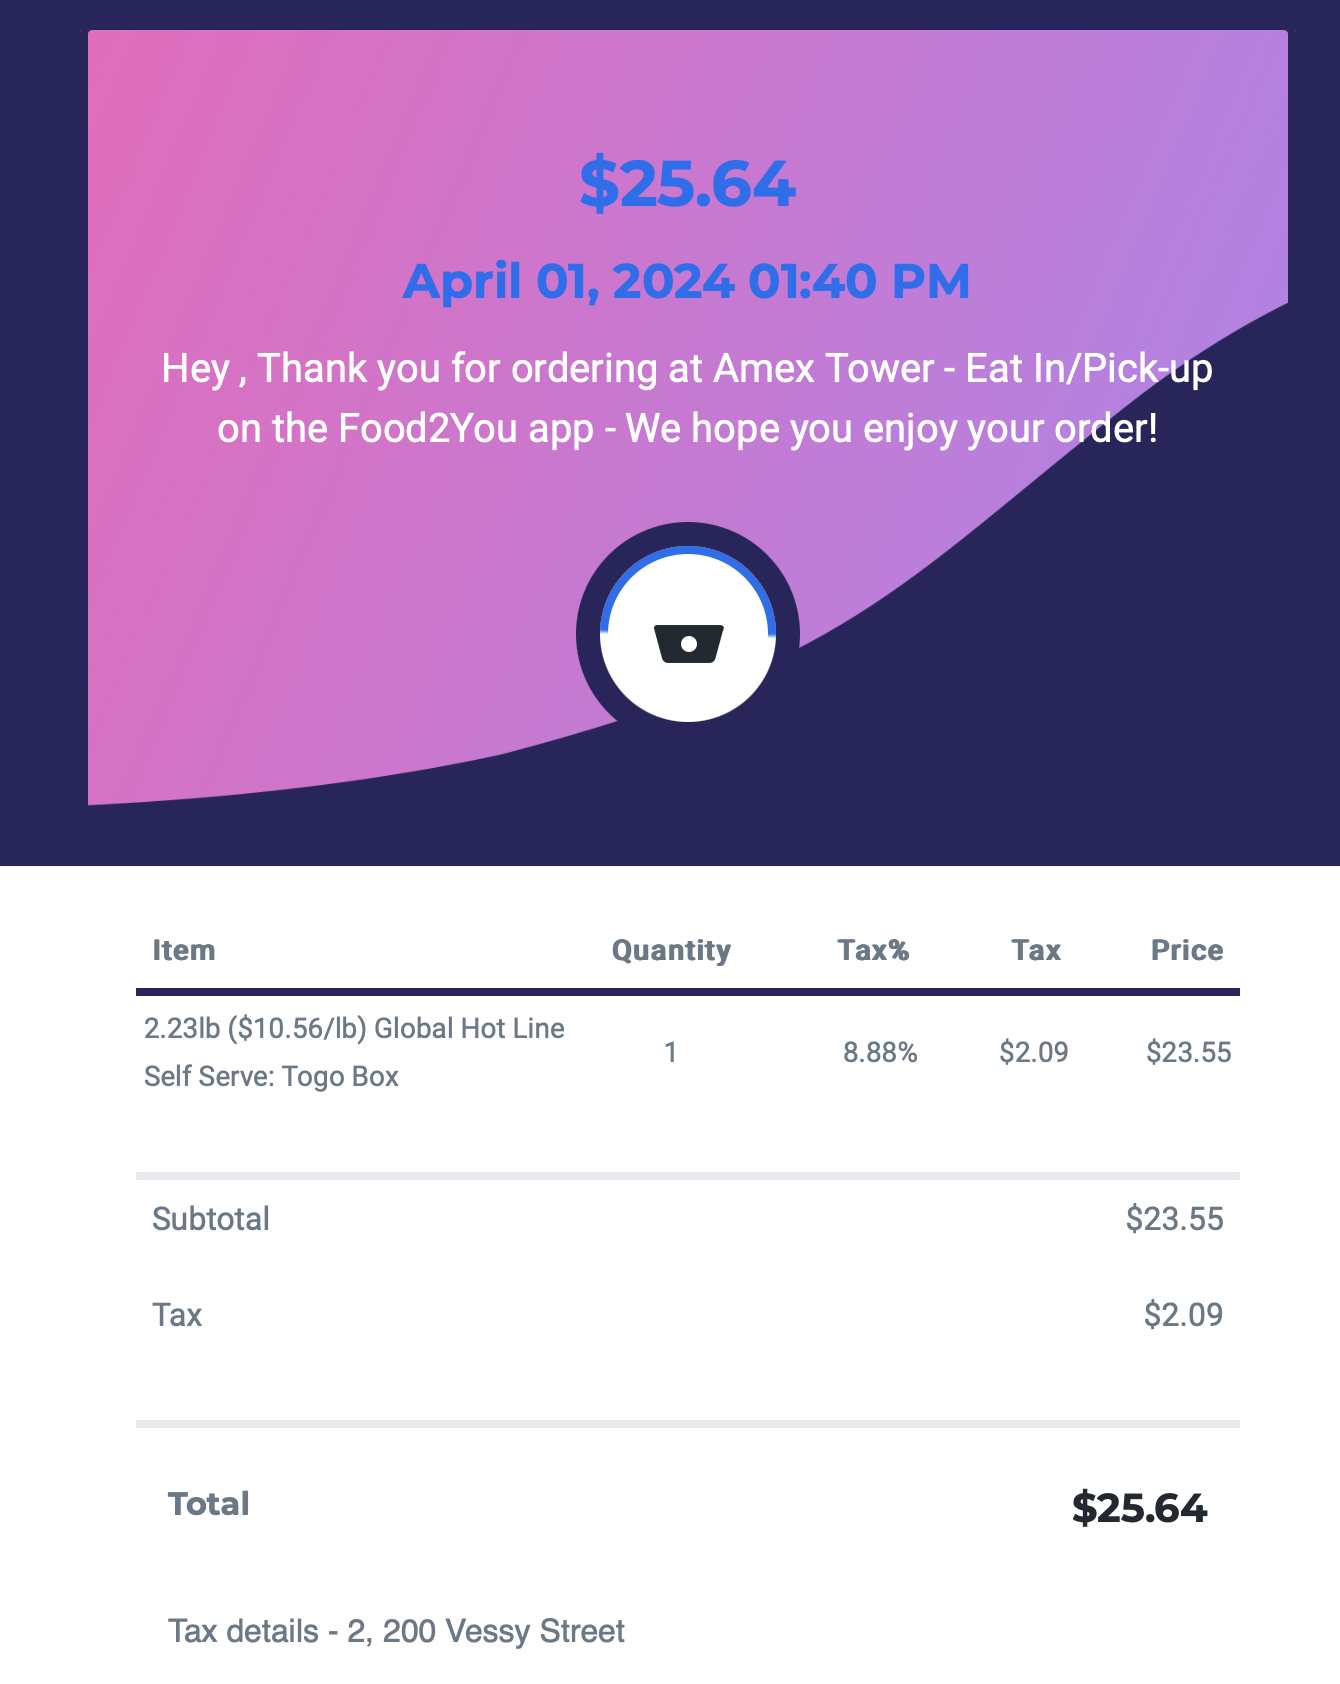 $25.64
April 01, 2024 01:40 PM
Hey , Thank you for ordering at Amex Tower - Eat In/Pick-up
on the Food2You app - We hope you enjoy your order!
Item Quantity Tax% Tax Price
2.23lb ($10.56/lb) Global Hot Line
Self Serve: Togo Box
1 8.88% $2.09 $23.55
Subtotal $23.55
Tax $2.09
Total $25.64
Tax details - 2, 200 Vessy Street